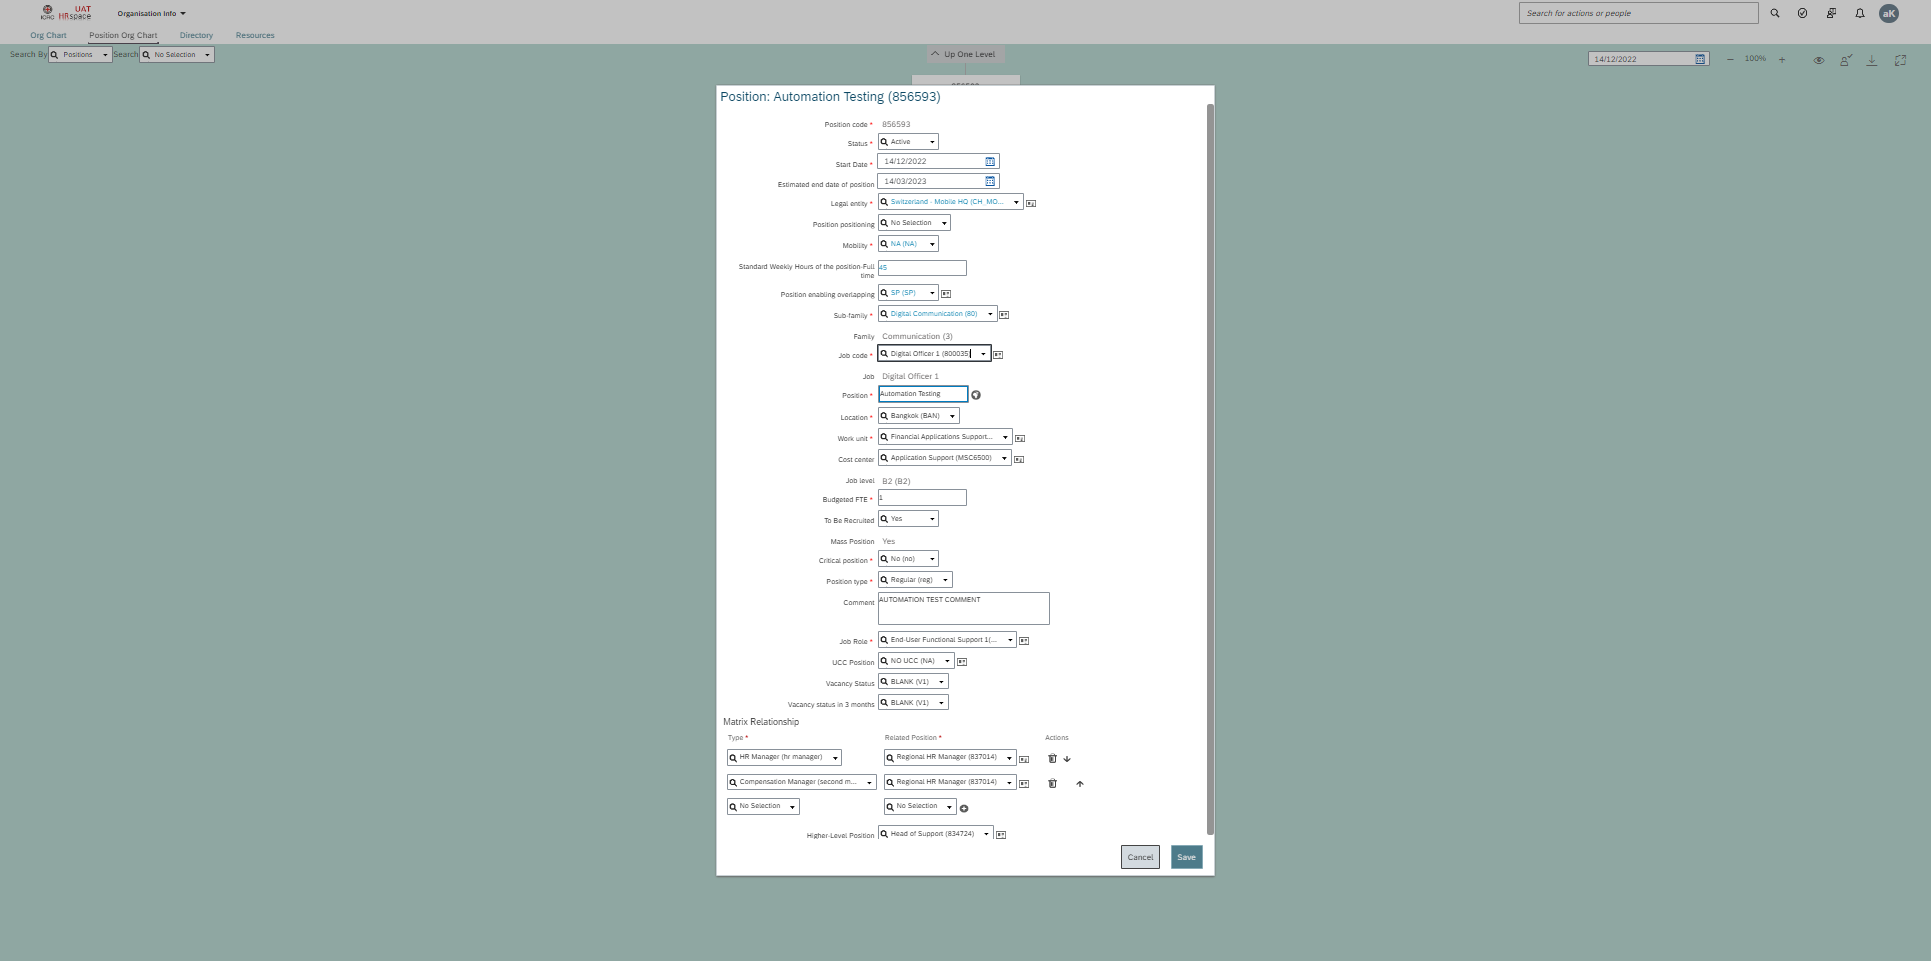 ICRC
UAT
HRspace
Organisation Info
Search for actions or people
aK
Org Chart
Position Org Chart
Directory
Resources
Search By
Positions
Search
No Selection
Up One Level
14/12/2022
100%
Position: Automation Testing (856593)
Position code * 856593
Status * Active
Start Date * 14/12/2022
Estimated end date of position 14/03/2023
Legal entity * Switzerland - Mobile HQ (CH_MO...
Position positioning No Selection
Mobility * NA (NA)
Standard Weekly Hours of the position-Full
time
45
Position enabling overlapping SP (SP)
Sub-family * Digital Communication (80)
Family Communication (3)
Job code * Digital Officer 1 (800035)
Job Digital Officer 1
Position * Automation Testing
Location * Bangkok (BAN)
Work unit * Financial Applications Support...
Cost center Application Support (MSC6500)
Job level B2 (B2)
Budgeted FTE * 1
To Be Recruited Yes
Mass Position Yes
Critical position * No (no)
Position type * Regular (reg)
Comment AUTOMATION TEST COMMENT
Job Role * End-User Functional Support 1(...
UCC Position NO UCC (NA)
Vacancy Status BLANK (V1)
Vacancy status in 3 months BLANK (V1)
Matrix Relationship
Type * Related Position * Actions
HR Manager (hr manager) Regional HR Manager (837014)
Compensation Manager (second m... Regional HR Manager (837014)
No Selection No Selection
Higher-Level Position Head of Support (834724)
Cancel Save